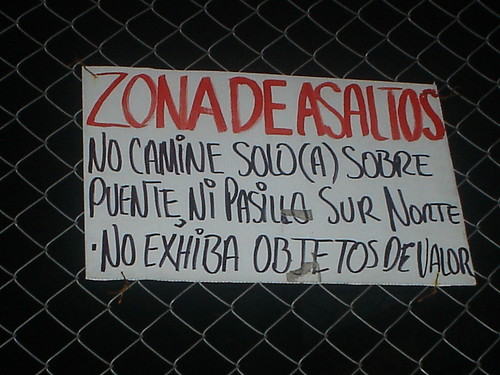 ZONA DE ASALTOS
NO CAMINE SOLO(A) SOBRE
PUENTE, NI PASILLO SUR NORTE
·NO EXHIBA OBJETOS DE VALOR